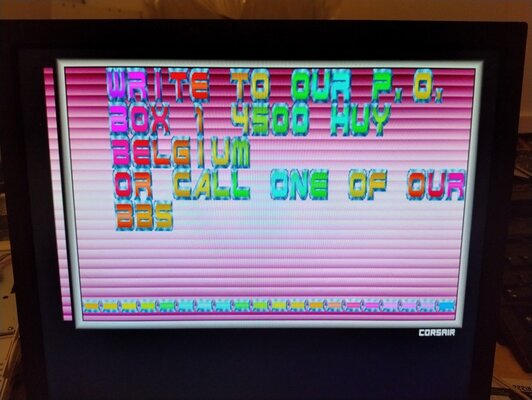 WRITE TO OUR P. O.
BOX 1 4500 HUY
BELGIUM
OR CALL ONE OF OUR
BBS
CORSAIR